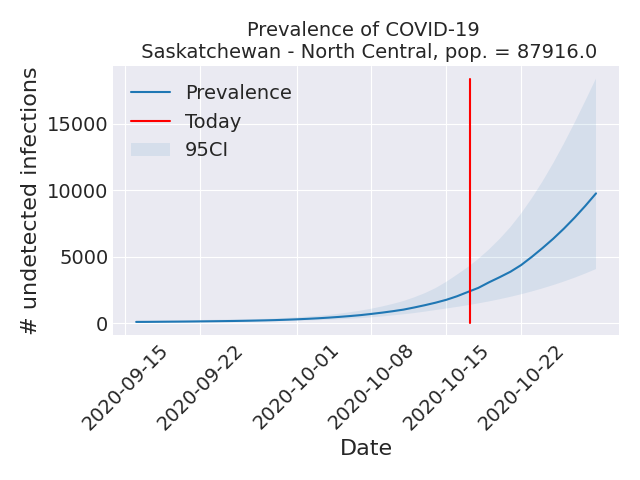 Prevalence of COVID-19
Saskatchewan - North Central, pop. = 87916.0
Prevalence
Today
95CI
# undetected infections
15000
10000
5000
0
2020-09-15
2020-09-22
2020-10-01
2020-10-08
2020-10-15
2020-10-22
Date